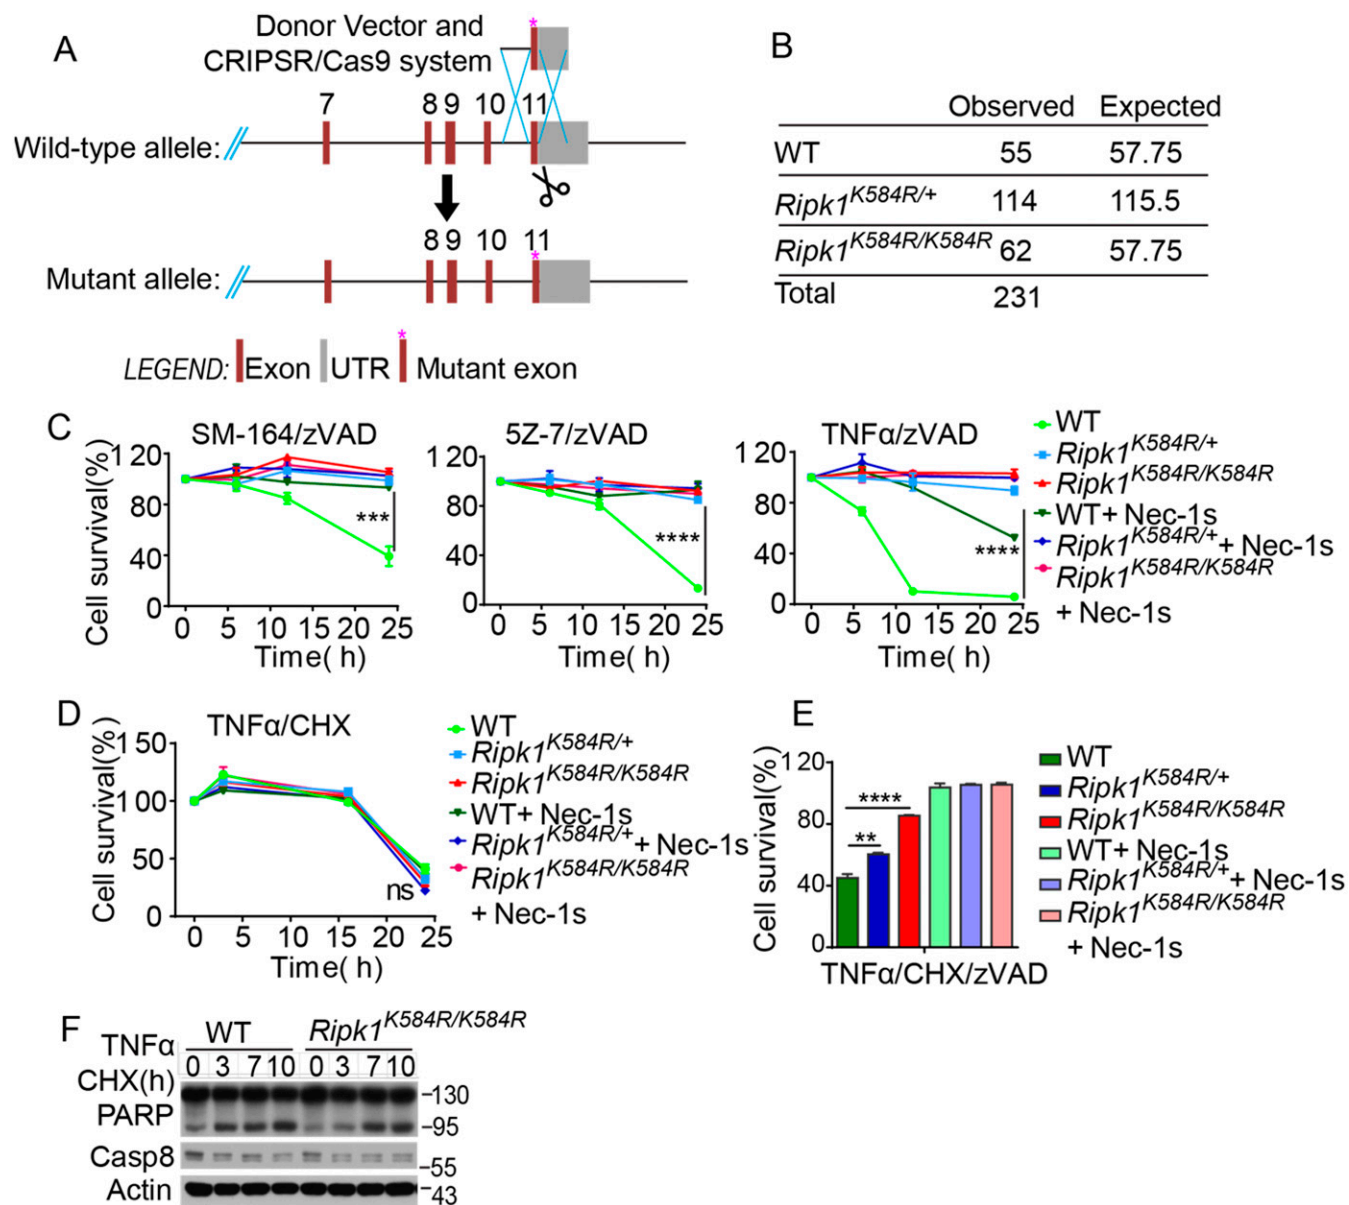 A
Donor Vector and
CRIPSR/Cas9 system
*
7 8 9 10 11
Wild-type allele:
8 9 10 11
*
Mutant allele:
*
LEGEND: Exon UTR Mutant exon
B
Observed Expected
WT 55 57.75
Ripk1K584R/+ 114 115.5
Ripk1K584R/K584R 62 57.75
Total 231
C
SM-164/zVAD
Cell survival(%)
120
80
40
0
***
0 5 10 15 20 25
Time( h)
5Z-7/zVAD
120
80
40
0
****
0 5 10 15 20 25
Time( h)
TNFα/zVAD
120
80
40
0
****
0 5 10 15 20 25
Time( h)
WT
Ripk1K584R/+
Ripk1K584R/K584R
WT+ Nec-1s
Ripk1K584R/+ + Nec-1s
Ripk1K584R/K584R
+ Nec-1s
D
TNFα/CHX
Cell survival(%)
150
100
50
0
ns
0 5 10 15 20 25
Time( h)
WT
Ripk1K584R/+
Ripk1K584R/K584R
WT+ Nec-1s
Ripk1K584R/+ + Nec-1s
Ripk1K584R/K584R
+ Nec-1s
E
Cell survival(%)
120
80
40
0
****
**
TNFα/CHX/zVAD
WT
Ripk1K584R/+
Ripk1K584R/K584R
WT+ Nec-1s
Ripk1K584R/+ + Nec-1s
Ripk1K584R/K584R
+ Nec-1s
F
WT Ripk1K584R/K584R
TNFα
CHX(h)
0 3 7 10 0 3 7 10
PARP
-130
-95
Casp8
-55
Actin
-43